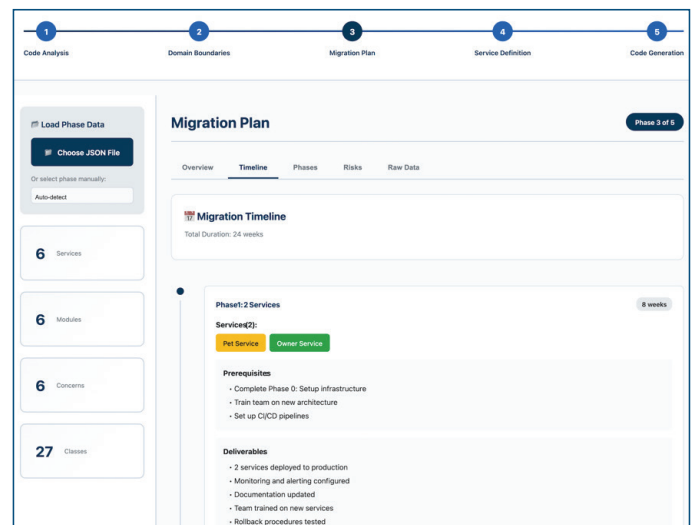 1
2
3
4
5
Code Analysis
Domain Boundaries
Migration Plan
Service Definition
Code Generation
Load Phase Data
Choose JSON File
Or select phase manually:
Auto-detect
6 Services
6 Modules
6 Concerns
27 Classes
Migration Plan
Phase 3 of 5
Overview Timeline Phases Risks Raw Data
17 Migration Timeline
Total Duration: 24 weeks
Phase1: 2 Services
8 weeks
Services(2):
Pet Service Owner Service
Prerequisites
• Complete Phase 0: Setup infrastructure
• Train team on new architecture
• Set up CI/CD pipelines
Deliverables
• 2 services deployed to production
• Monitoring and alerting configured
• Documentation updated
• Team trained on new services
• Rollback procedures tested